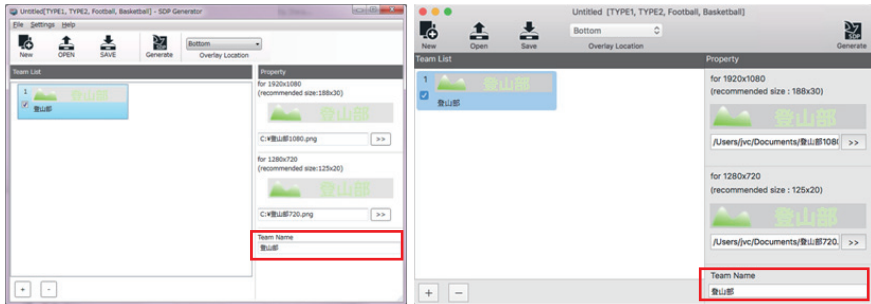 Untitled[TYPE1, TYPE2, Football, Basketball] - SDP Generator
File Settings Help
New
OPEN
SAVE
Generate
Bottom
Overlay Location
Team List
Property
1
登山部
登山部
for 1920x1080
(recommended size:188x30)
登山部
C:¥登山部1080.png
>>
for 1280x720
(recommended size:125x20)
登山部
C:¥登山部720.png
>>
Team Name
登山部
+
-
Untitled [TYPE1, TYPE2, Football, Basketball]
New
Open
Save
Bottom
Overlay Location
SDP
Generate
Team List
Property
1
登山部
登山部
for 1920x1080
(recommended size : 188x30)
登山部
/Users/jvc/Documents/登山部108(
>>
for 1280x720
(recommended size : 125x20)
登山部
/Users/jvc/Documents/登山部720.
>>
Team Name
登山部
+
−